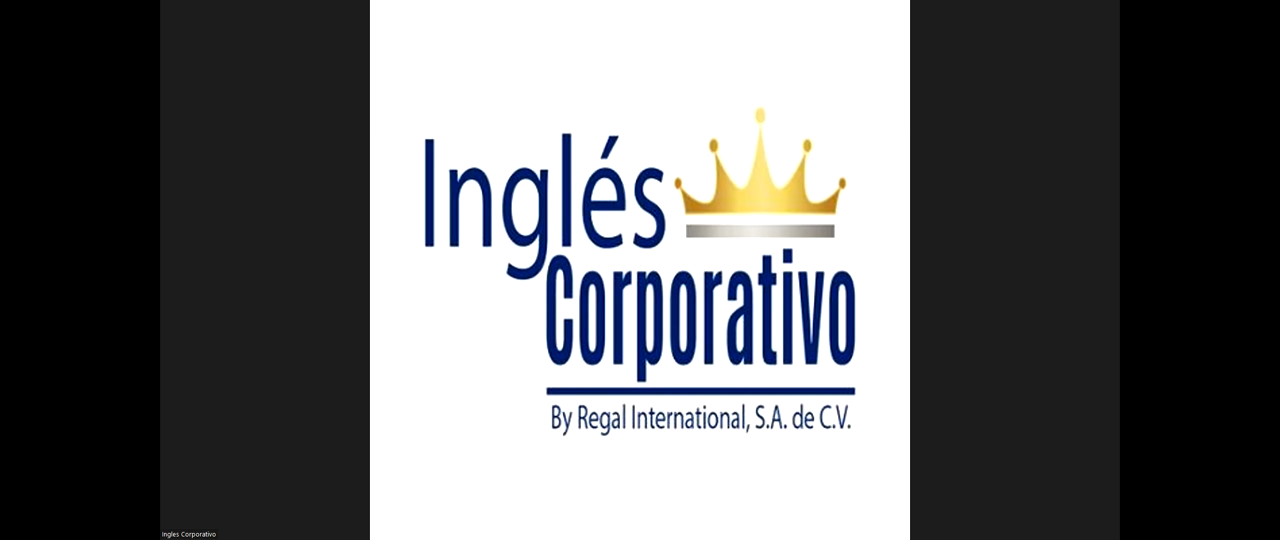 Inglés
Corporativo
By Regal International, S.A. de C.V.
Ingles Corporativo